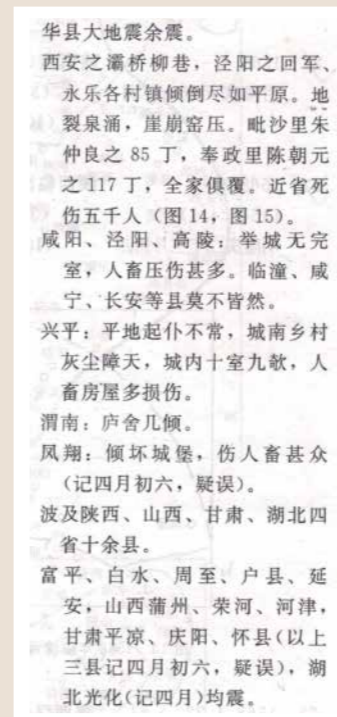 华县大地震余震。
西安之灞桥柳巷，泾阳之回军、
永乐各村镇倾倒尽如平原。地
裂泉涌，崖崩窑压。毗沙里朱
仲良之 85 丁，奉政里陈朝元
之 117 丁，全家俱覆。近省死
伤五千人（图14，图15）。
咸阳、泾阳、高陵：举城无完
室，人畜压伤甚多。临潼、咸
宁、长安等县莫不皆然。
兴平：平地起仆不常，城南乡村
灰尘障天，城内十室九欹，人
畜房屋多损伤。
渭南：庐舍几倾。
凤翔：倾坏城堡，伤人畜甚众
（记四月初六，疑误）。
波及陕西、山西、甘肃、湖北四
省十余县。
富平、白水、周至、户县、延
安，山西蒲州、荣河、河津，
甘肃平凉、庆阳、怀县（以上
三县记四月初六，疑误），湖
北光化（记四月）均震。